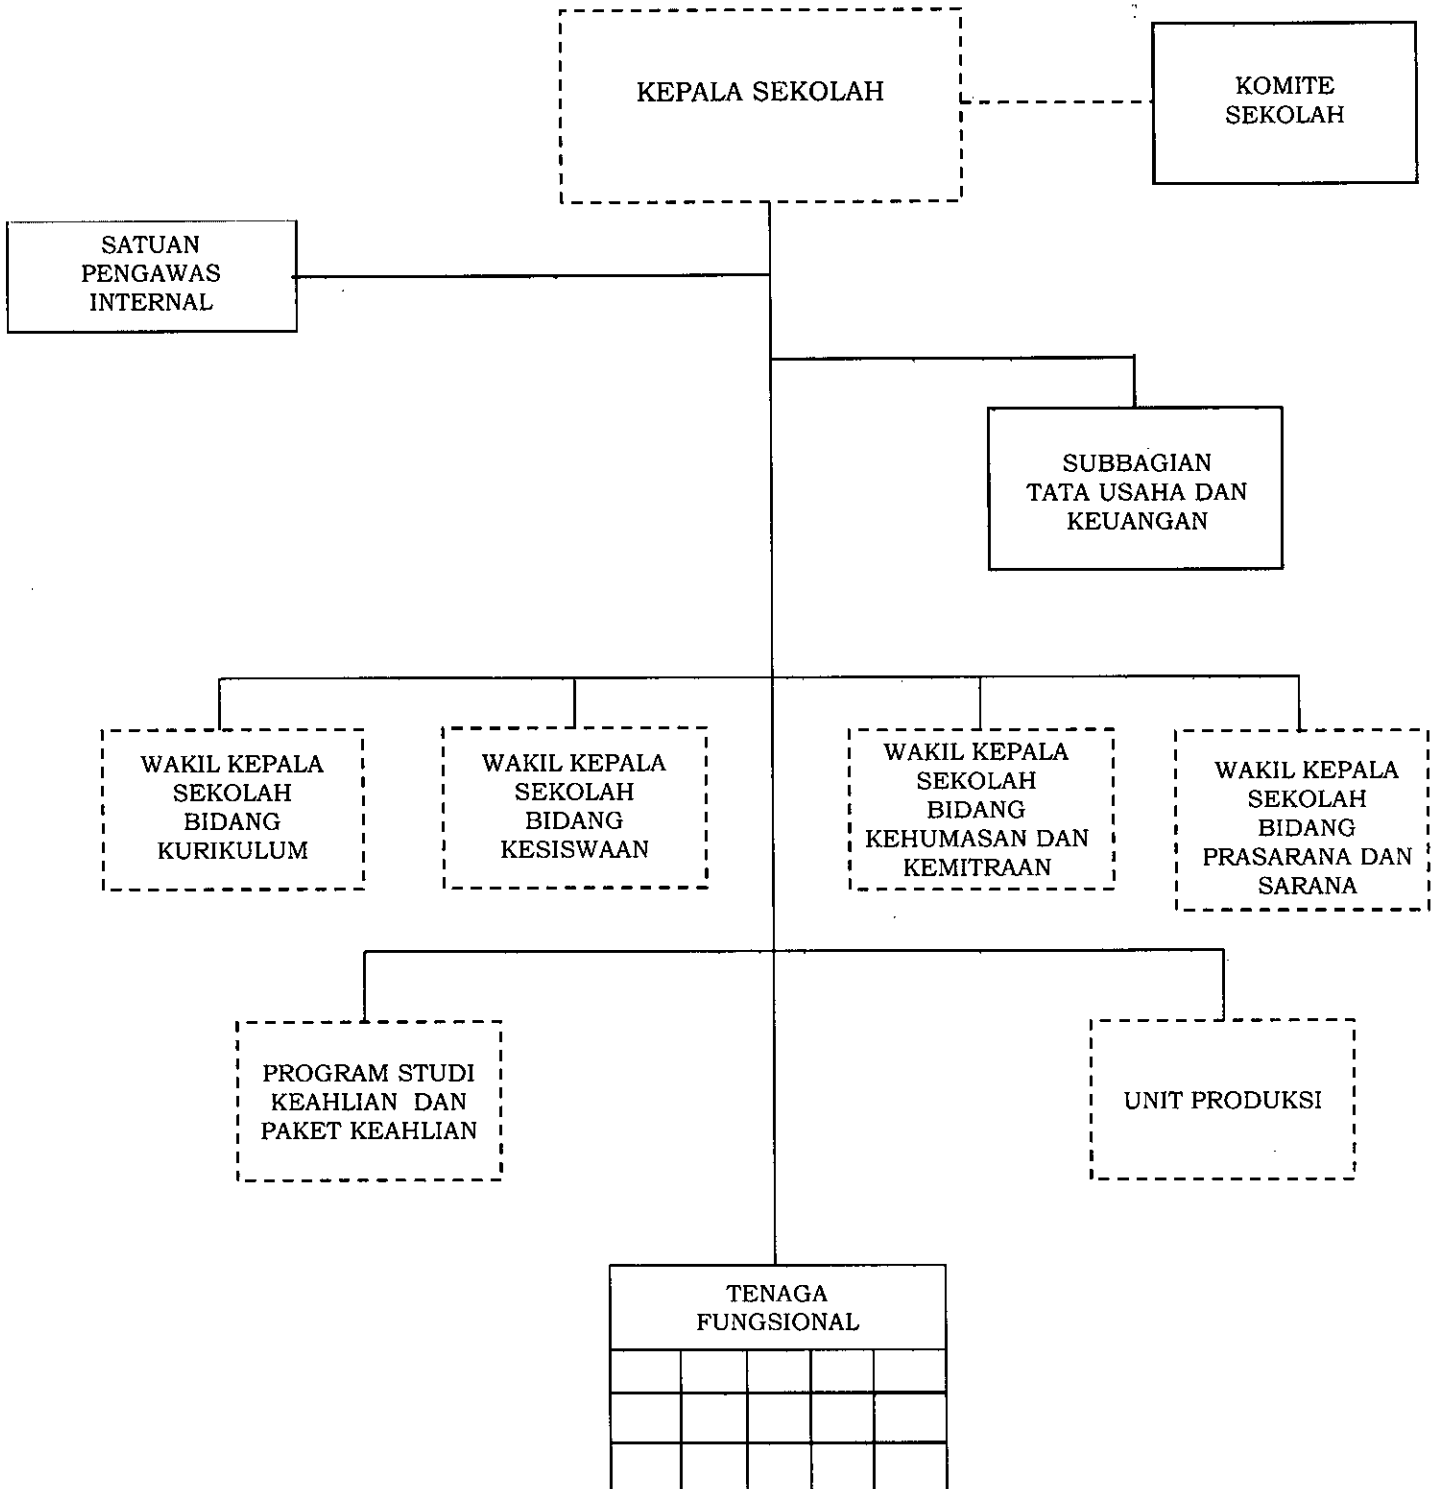 KEPALA SEKOLAH
KOMITE
SEKOLAH
SATUAN
PENGAWAS
INTERNAL
SUBBAGIAN
TATA USAHA DAN
KEUANGAN
WAKIL KEPALA
SEKOLAH
BIDANG
KURIKULUM
WAKIL KEPALA
SEKOLAH
BIDANG
KESISWAAN
WAKIL KEPALA
SEKOLAH
BIDANG
KEHUMASAN DAN
KEMITRAAN
WAKIL KEPALA
SEKOLAH
BIDANG
PRASARANA DAN
SARANA
PROGRAM STUDI
KEAHLIAN DAN
PAKET KEAHLIAN
UNIT PRODUKSI
TENAGA
FUNGSIONAL